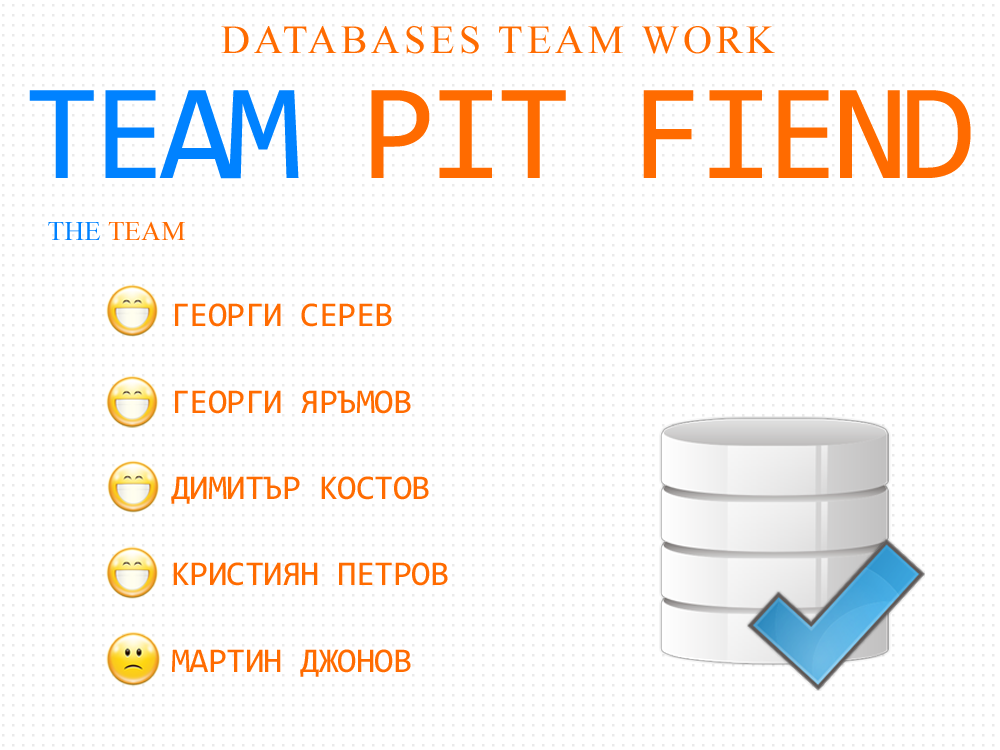 DATABASES TEAM WORK
TEAM PIT FIEND
THE TEAM
ГЕОРГИ СЕРЕВ
ГЕОРГИ ЯРЪМОВ
ДИМИТЪР КОСТОВ
КРИСТИЯН ПЕТРОВ
МАРТИН ДЖОНОВ